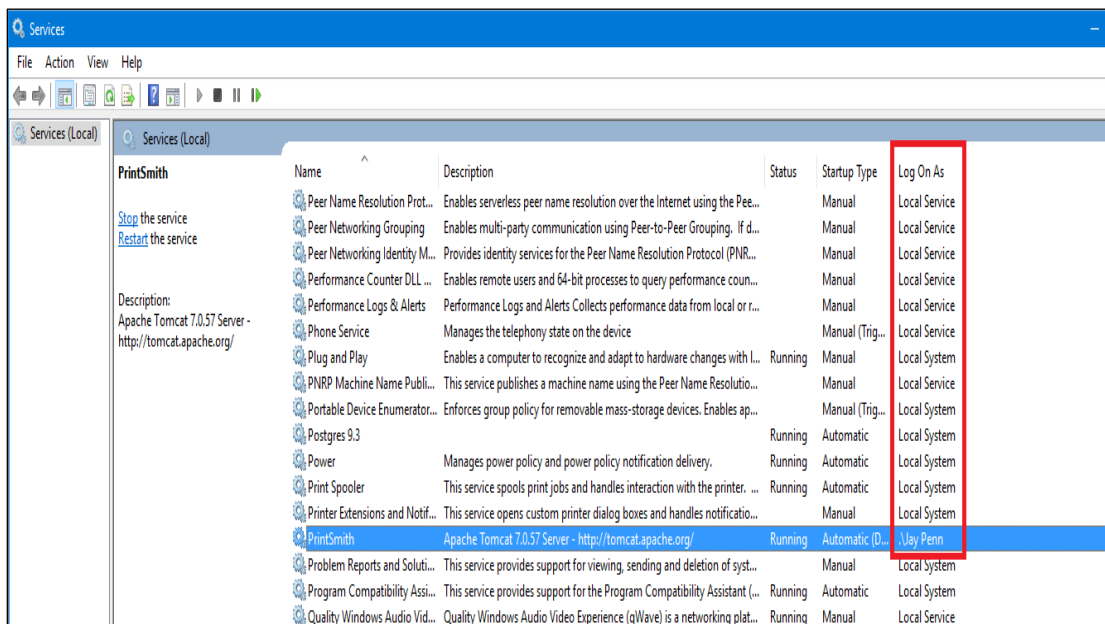 Services
File Action View Help
Services (Local)
Services (Local)
PrintSmith
Stop the service
Restart the service
Description:
Apache Tomcat 7.0.57 Server -
http://tomcat.apache.org/
Name Description Status Startup Type Log On As
Peer Name Resolution Prot... Enables serverless peer name resolution over the Internet using the Pee... Manual Local Service
Peer Networking Grouping Enables multi-party communication using Peer-to-Peer Grouping. If d... Manual Local Service
Peer Networking Identity M... Provides identity services for the Peer Name Resolution Protocol (PNR... Manual Local Service
Performance Counter DLL ... Enables remote users and 64-bit processes to query performance coun... Manual Local Service
Performance Logs & Alerts Performance Logs and Alerts Collects performance data from local or r... Manual Local Service
Phone Service Manages the telephony state on the device Manual (Trig... Local Service
Plug and Play Enables a computer to recognize and adapt to hardware changes with l... Running Manual Local System
PNRP Machine Name Publi... This service publishes a machine name using the Peer Name Resolutio... Manual Local Service
Portable Device Enumerator... Enforces group policy for removable mass-storage devices. Enables ap... Manual (Trig... Local System
Postgres 9.3 Running Automatic Local System
Power Manages power policy and power policy notification delivery. Running Automatic Local System
Print Spooler This service spools print jobs and handles interaction with the printer. ... Running Automatic Local System
Printer Extensions and Notif... This service opens custom printer dialog boxes and handles notificatio... Manual Local System
PrintSmith Apache Tomcat 7.0.57 Server - http://tomcat.apache.org/ Running Automatic (D... .\Jay Penn
Problem Reports and Soluti... This service provides support for viewing, sending and deletion of syst... Manual Local System
Program Compatibility Assi... This service provides support for the Program Compatibility Assistant (... Running Automatic Local System
Quality Windows Audio Vid... Quality Windows Audio Video Experience (qWave) is a networking plat... Running Manual Local Service